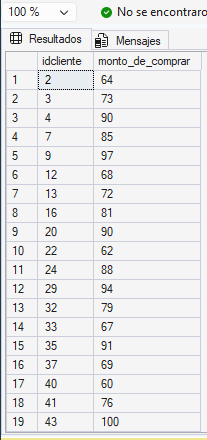 100 %
No se encontraro
Resultados Mensajes
idcliente monto_de_comprar
1 2 64
2 3 73
3 4 90
4 7 85
5 9 97
6 12 68
7 13 72
8 16 81
9 20 90
10 22 62
11 24 88
12 29 94
13 32 79
14 33 67
15 35 91
16 37 69
17 40 60
18 41 76
19 43 100